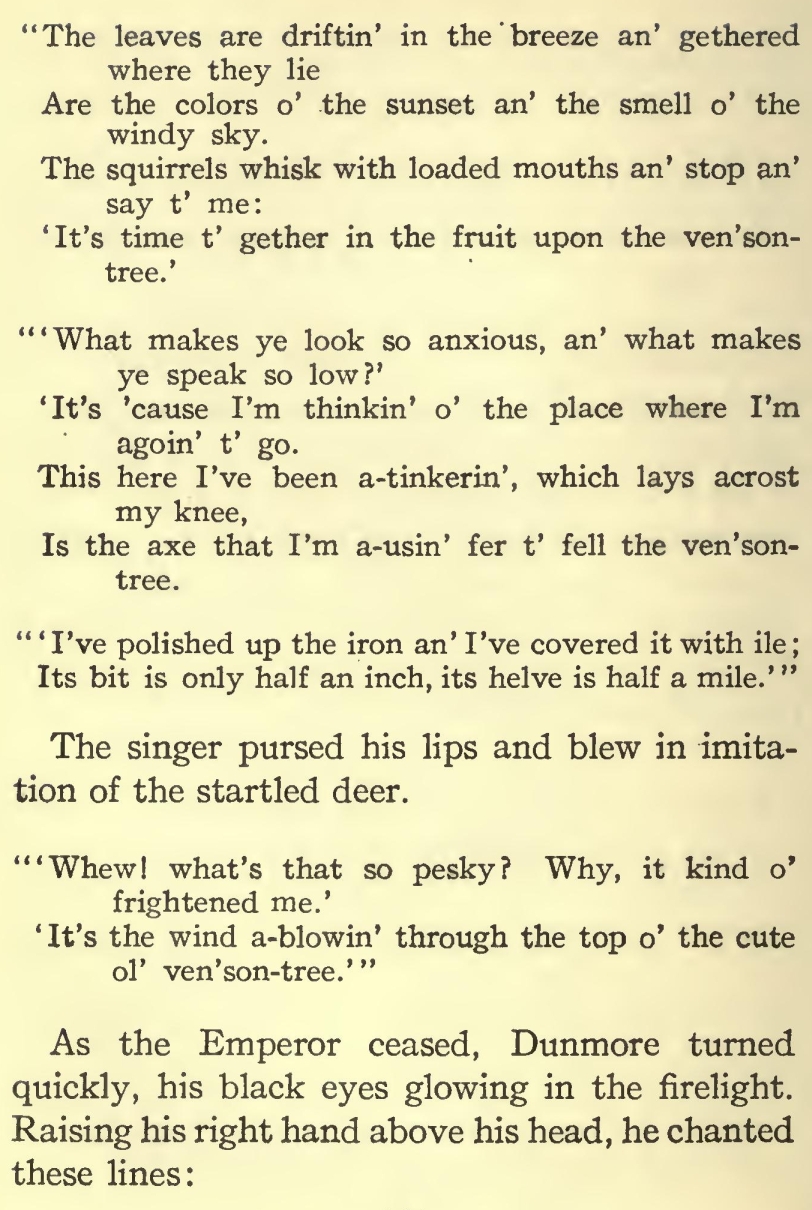 “The leaves are driftin’ in the breeze an’ gethered
where they lie
Are the colors o’ the sunset an’ the smell o’ the
windy sky.
The squirrels whisk with loaded mouths an’ stop an’
say t’ me:
‘It's time t’ gether in the fruit upon the ven’son-
tree.’
“‘What makes ye look so anxious, an’ what makes
ye speak so low?’
‘It's ’cause I'm thinkin’ o’ the place where I'm
agoin’ t’ go.
This here I've been a-tinkerin’, which lays acrost
my knee,
Is the axe that I'm a-usin’ fer t’ fell the ven’son-
tree.
“‘I've polished up the iron an’ I've covered it with ile;
Its bit is only half an inch, its helve is half a mile.’”
The singer pursed his lips and blew in imita-
tion of the startled deer.
“‘Whew! what's that so pesky? Why, it kind o’
frightened me.’
‘It's the wind a-blowin’ through the top o’ the cute
ol’ ven’son-tree.’”
As the Emperor ceased, Dunmore turned
quickly, his black eyes glowing in the firelight.
Raising his right hand above his head, he chanted
these lines: